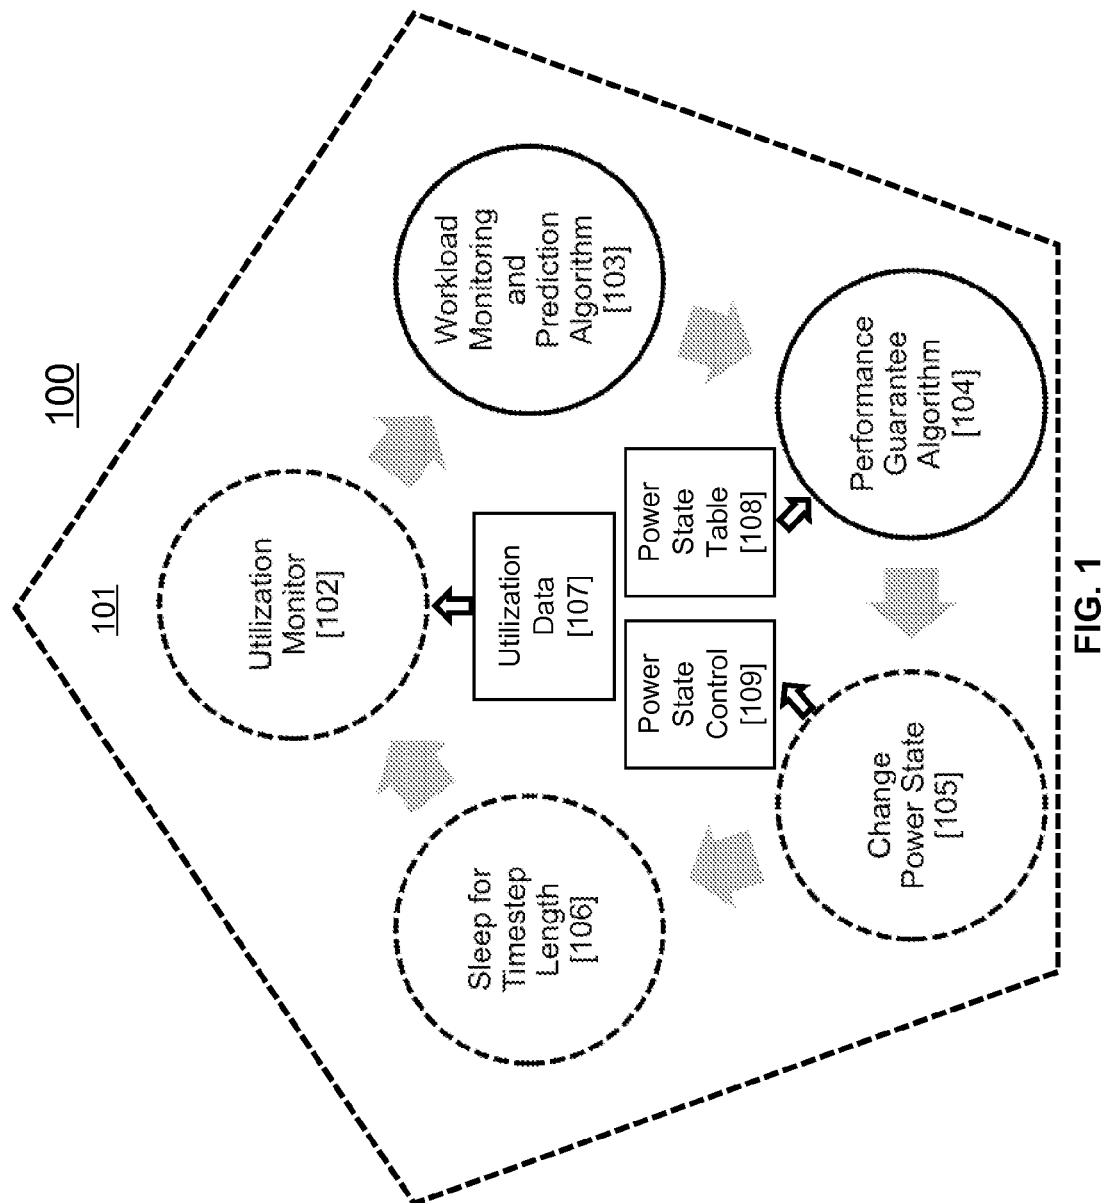 100
101
Utilization
Monitor
[102]
Workload
Monitoring
and
Prediction
Algorithm
[103]
Performance
Guarantee
Algorithm
[104]
Change
Power State
[105]
Sleep for
Timestep
Length
[106]
Utilization
Data
[107]
Power
State
Table
[108]
Power
State
Control
[109]
FIG. 1